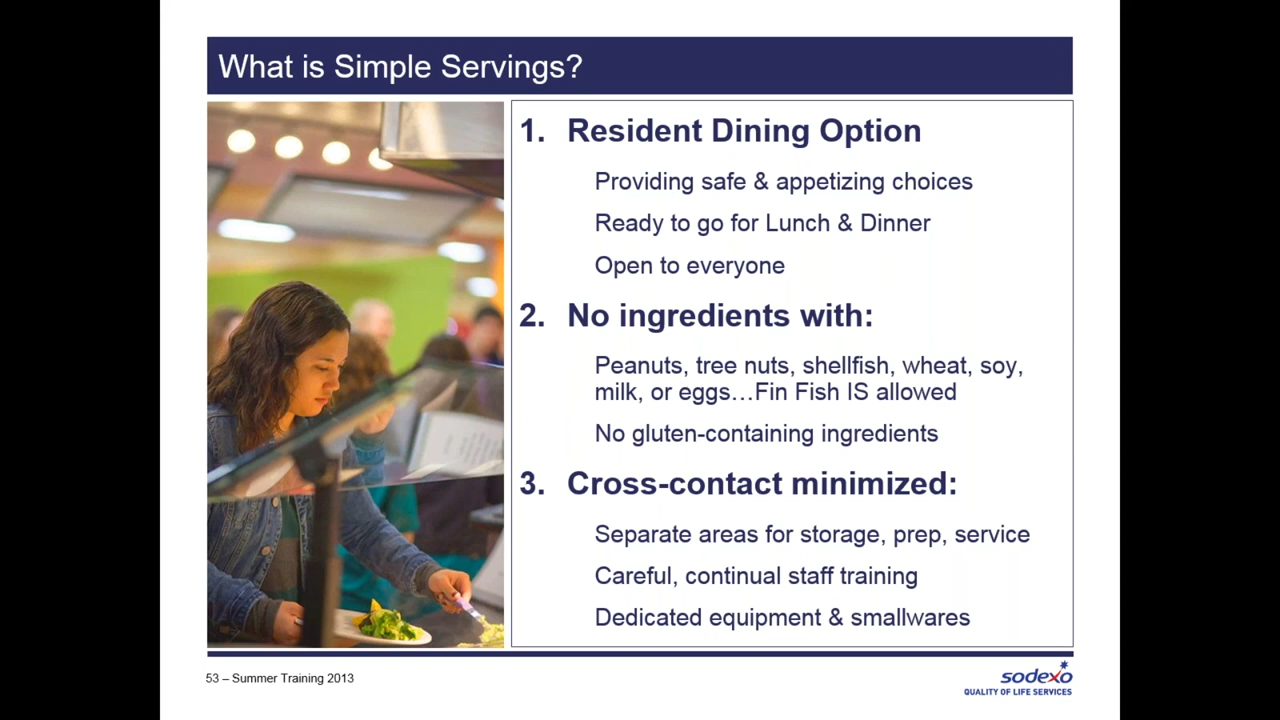 What is Simple Servings?
1. Resident Dining Option
Providing safe & appetizing choices
Ready to go for Lunch & Dinner
Open to everyone
2. No ingredients with:
Peanuts, tree nuts, shellfish, wheat, soy,
milk, or eggs…Fin Fish IS allowed
No gluten-containing ingredients
3. Cross-contact minimized:
Separate areas for storage, prep, service
Careful, continual staff training
Dedicated equipment & smallwares
53 – Summer Training 2013
sodexo
QUALITY OF LIFE SERVICES